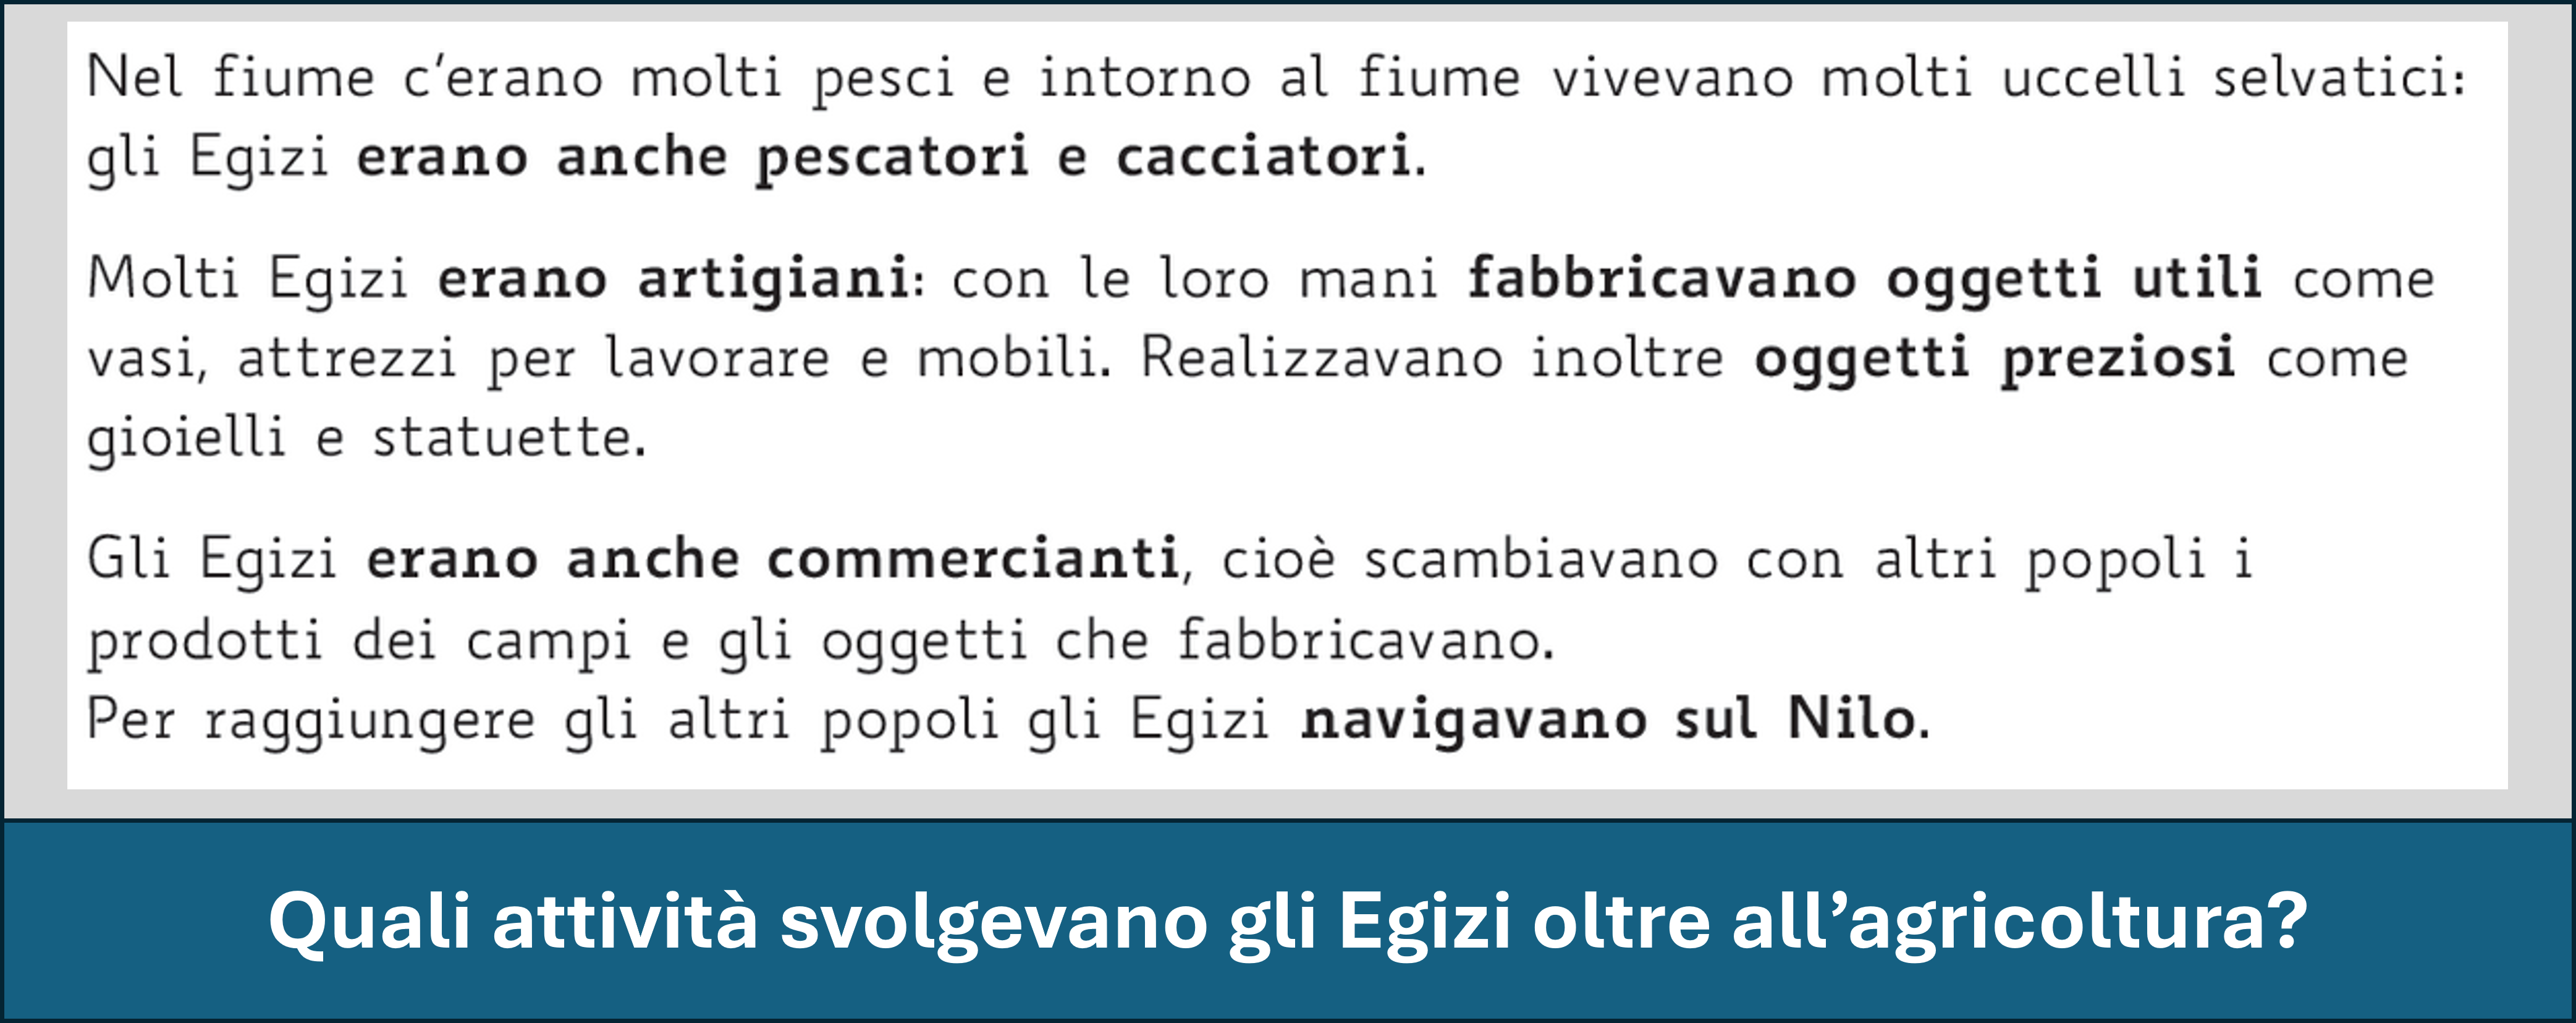 Nel fiume c’erano molti pesci e intorno al fiume vivevano molti uccelli selvatici:
gli Egizi erano anche pescatori e cacciatori.
Molti Egizi erano artigiani: con le loro mani fabbricavano oggetti utili come
vasi, attrezzi per lavorare e mobili. Realizzavano inoltre oggetti preziosi come
gioielli e statuette.
Gli Egizi erano anche commercianti, cioè scambiavano con altri popoli i
prodotti dei campi e gli oggetti che fabbricavano.
Per raggiungere gli altri popoli gli Egizi navigavano sul Nilo.
Quali attività svolgevano gli Egizi oltre all’agricoltura?